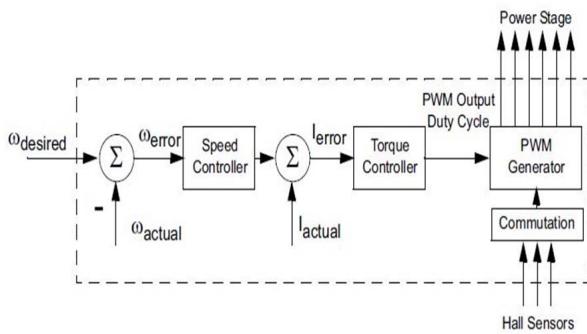 Power Stage
PWM Output
Duty Cycle
ωdesired
Σ
ωerror
Speed
Controller
Σ
Ierror
Torque
Controller
PWM
Generator
-
ωactual
Iactual
Commutation
Hall Sensors